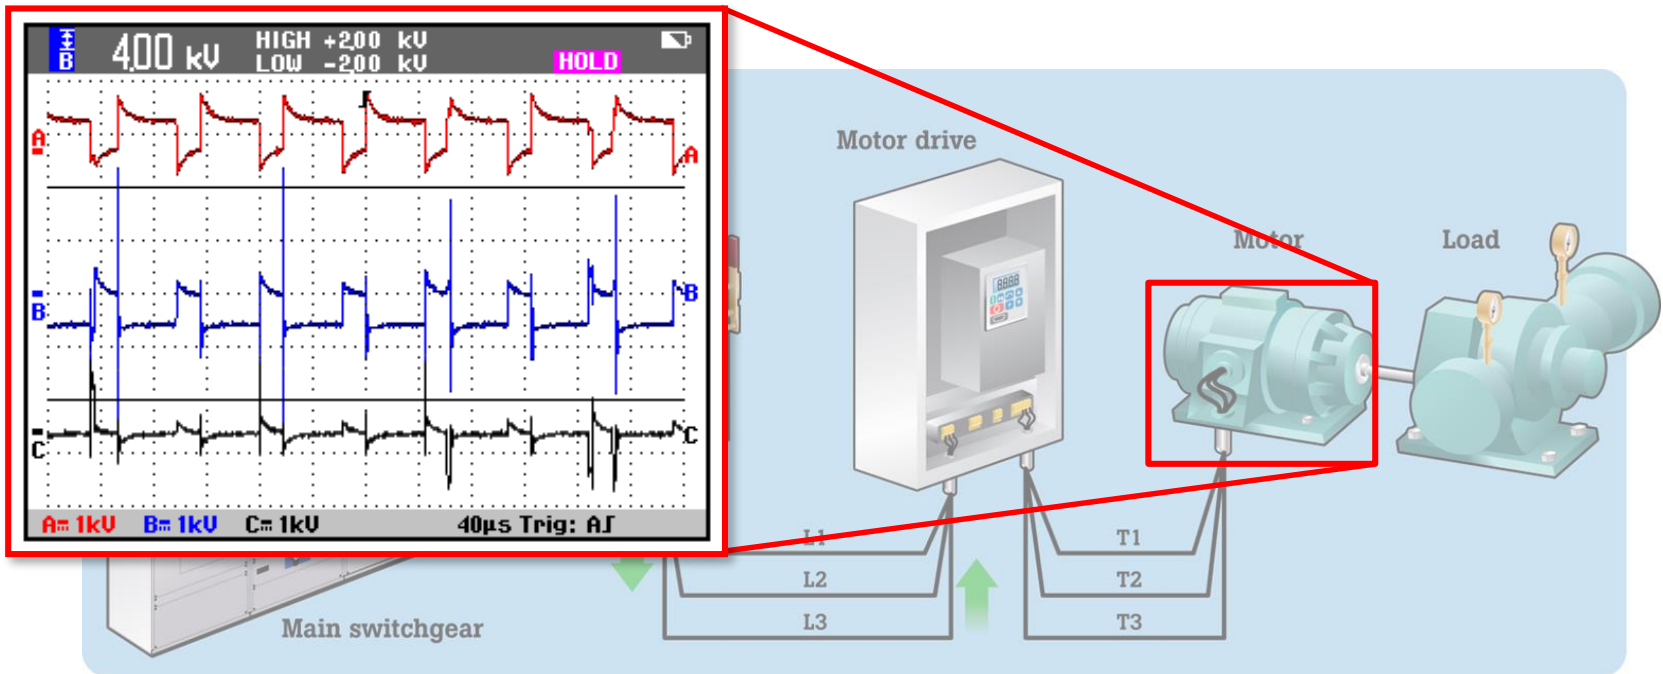 B 4.00 kV HIGH +2.00 kV
LOW -2.00 kV HOLD
A A
B B
C C
A= 1kV B= 1kV C= 1kV 40µs Trig: A
Motor drive
8888
Motor
Load
L1 T1
L2 T2
L3 T3
Main switchgear